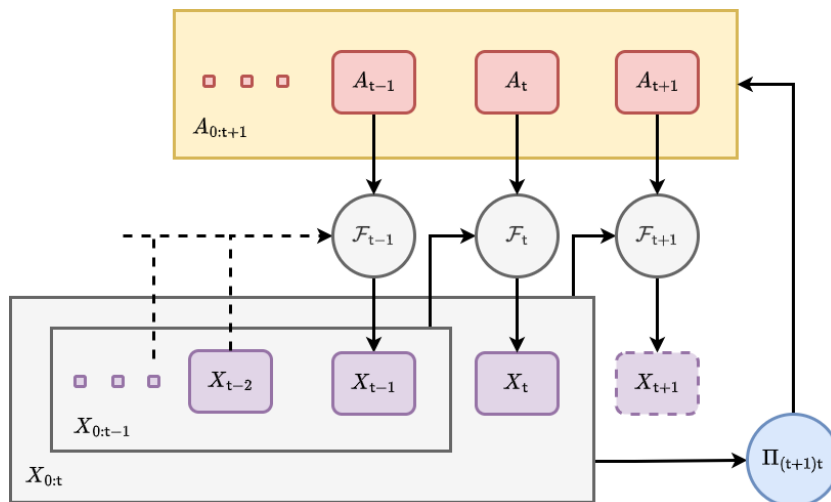 A_{t−1} A_t A_{t+1}
A_{0:t+1}
ℱ_{t−1} ℱ_t ℱ_{t+1}
X_{t−2} X_{t−1} X_t X_{t+1}
X_{0:t−1}
X_{0:t}
Π_{(t+1)t}